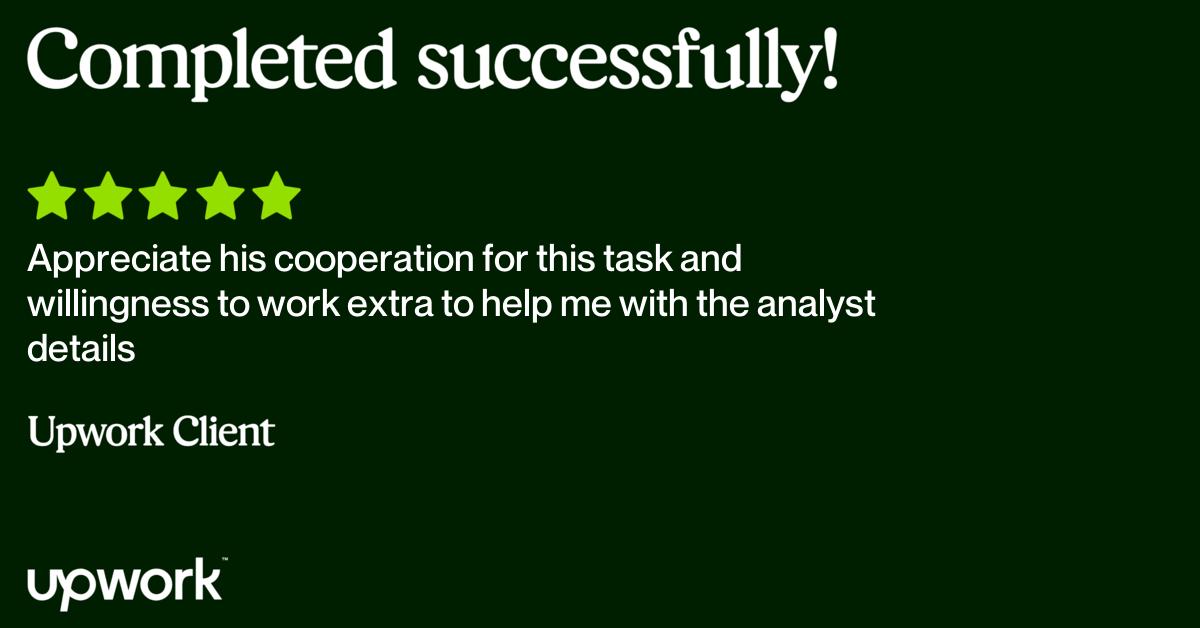 Completed successfully!
Appreciate his cooperation for this task and
willingness to work extra to help me with the analyst
details
Upwork Client
upwork™